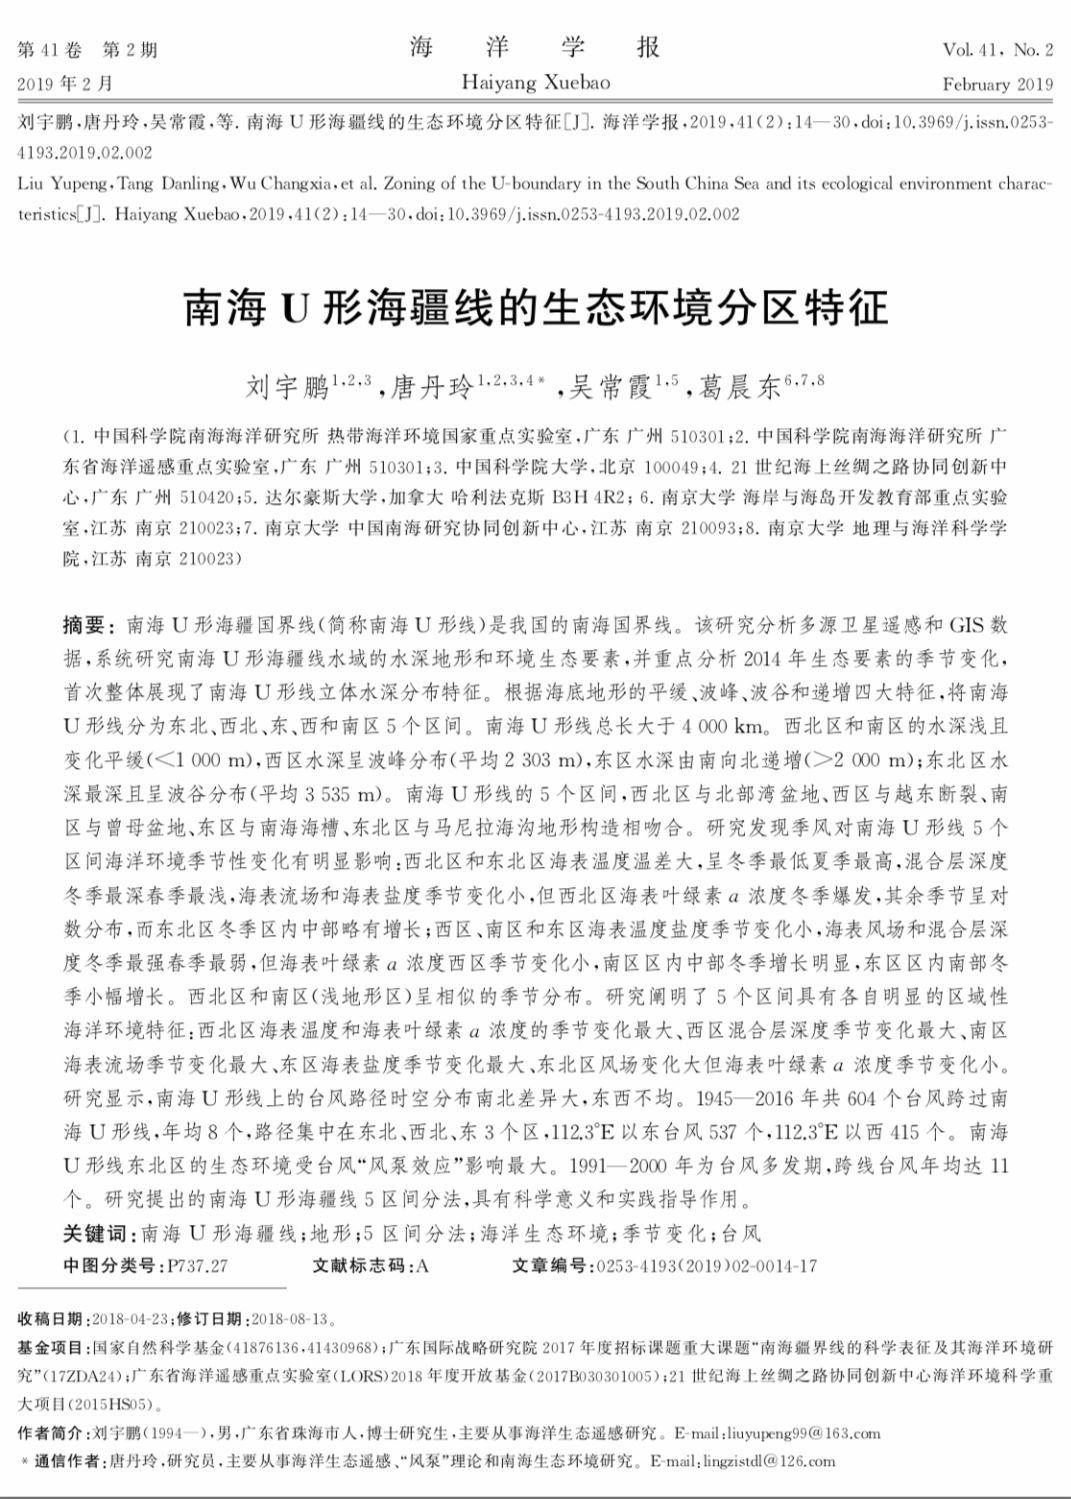 第 41 卷 第 2 期 海 洋 学 报 Vol. 41, No. 2
2019 年 2 月 Haiyang Xuebao February 2019
刘宇鹏,唐丹玲,吴常霞,等. 南海 U 形海疆线的生态环境分区特征[J]. 海洋学报,2019,41(2):14—30,doi:10.3969/j.issn.0253-
4193.2019.02.002
Liu Yupeng,Tang Danling,Wu Changxia,et al. Zoning of the U-boundary in the South China Sea and its ecological environment charac-
teristics[J]. Haiyang Xuebao,2019,41(2):14—30,doi:10.3969/j.issn.0253-4193.2019.02.002
南海 U 形海疆线的生态环境分区特征
刘宇鹏1,2,3,唐丹玲1,2,3,4*,吴常霞1,5,葛晨东6,7,8
(1. 中国科学院南海海洋研究所 热带海洋环境国家重点实验室,广东 广州 510301;2. 中国科学院南海海洋研究所 广
东省海洋遥感重点实验室,广东 广州 510301;3. 中国科学院大学,北京 100049;4. 21 世纪海上丝绸之路协同创新中
心,广东 广州 510420;5. 达尔豪斯大学,加拿大 哈利法克斯 B3H 4R2; 6. 南京大学 海岸与海岛开发教育部重点实验
室,江苏 南京 210023;7. 南京大学 中国南海研究协同创新中心,江苏 南京 210093;8. 南京大学 地理与海洋科学学
院,江苏 南京 210023)
摘要: 南海 U 形海疆国界线(简称南海 U 形线)是我国的南海国界线。该研究分析多源卫星遥感和 GIS 数
据,系统研究南海 U 形海疆线水域的水深地形和环境生态要素,并重点分析 2014 年生态要素的季节变化,
首次整体展现了南海 U 形线立体水深分布特征。根据海底地形的平缓、波峰、波谷和递增四大特征,将南海
U 形线分为东北、西北、东、西和南区 5 个区间。南海 U 形线总长大于 4 000 km。西北区和南区的水深浅且
变化平缓(<1 000 m),西区水深呈波峰分布(平均 2 303 m),东区水深由南向北递增(>2 000 m);东北区水
深最深且呈波谷分布(平均 3 535 m)。南海 U 形线的 5 个区间,西北区与北部湾盆地、西区与越东断裂、南
区与曾母盆地、东区与南海海槽、东北区与马尼拉海沟地形构造相吻合。研究发现季风对南海 U 形线 5 个
区间海洋环境季节性变化有明显影响:西北区和东北区海表温度温差大,呈冬季最低夏季最高,混合层深度
冬季最深春季最浅,海表流场和海表盐度季节变化小,但西北区海表叶绿素 a 浓度冬季爆发,其余季节呈对
数分布,而东北区冬季区内中部略有增长;西区、南区和东区海表温度盐度季节变化小,海表风场和混合层深
度冬季最强春季最弱,但海表叶绿素 a 浓度西区季节变化小,南区区内中部冬季增长明显,东区区内南部冬
季小幅增长。西北区和南区(浅地形区)呈相似的季节分布。研究阐明了 5 个区间具有各自明显的区域性
海洋环境特征:西北区海表温度和海表叶绿素 a 浓度的季节变化最大、西区混合层深度季节变化最大、南区
海表流场季节变化最大、东区海表盐度季节变化最大、东北区风场变化大但海表叶绿素 a 浓度季节变化小。
研究显示,南海 U 形线上的台风路径时空分布南北差异大,东西不均。1945—2016 年共 604 个台风跨过南
海 U 形线,年均 8 个,路径集中在东北、西北、东 3 个区,112.3°E 以东台风 537 个,112.3°E 以西 415 个。南海
U 形线东北区的生态环境受台风“风泵效应”影响最大。1991—2000 年为台风多发期,跨线台风年均达 11
个。研究提出的南海 U 形海疆线 5 区间分法,具有科学意义和实践指导作用。
关键词:南海 U 形海疆线;地形;5 区间分法;海洋生态环境;季节变化;台风
中图分类号:P737.27 文献标志码:A 文章编号:0253-4193(2019)02-0014-17
收稿日期:2018-04-23;修订日期:2018-08-13。
基金项目:国家自然科学基金(41876136,41430968);广东国际战略研究院 2017 年度招标课题重大课题“南海疆界线的科学表征及其海洋环境研
究”(17ZDA24);广东省海洋遥感重点实验室(LORS)2018 年度开放基金(2017B030301005);21 世纪海上丝绸之路协同创新中心海洋环境科学重
大项目(2015HS05)。
作者简介:刘宇鹏(1994—),男,广东省珠海市人,博士研究生,主要从事海洋生态遥感研究。E-mail:liuyupeng99@163.com
* 通信作者:唐丹玲,研究员,主要从事海洋生态遥感、“风泵”理论和南海生态环境研究。E-mail:lingzistdl@126.com